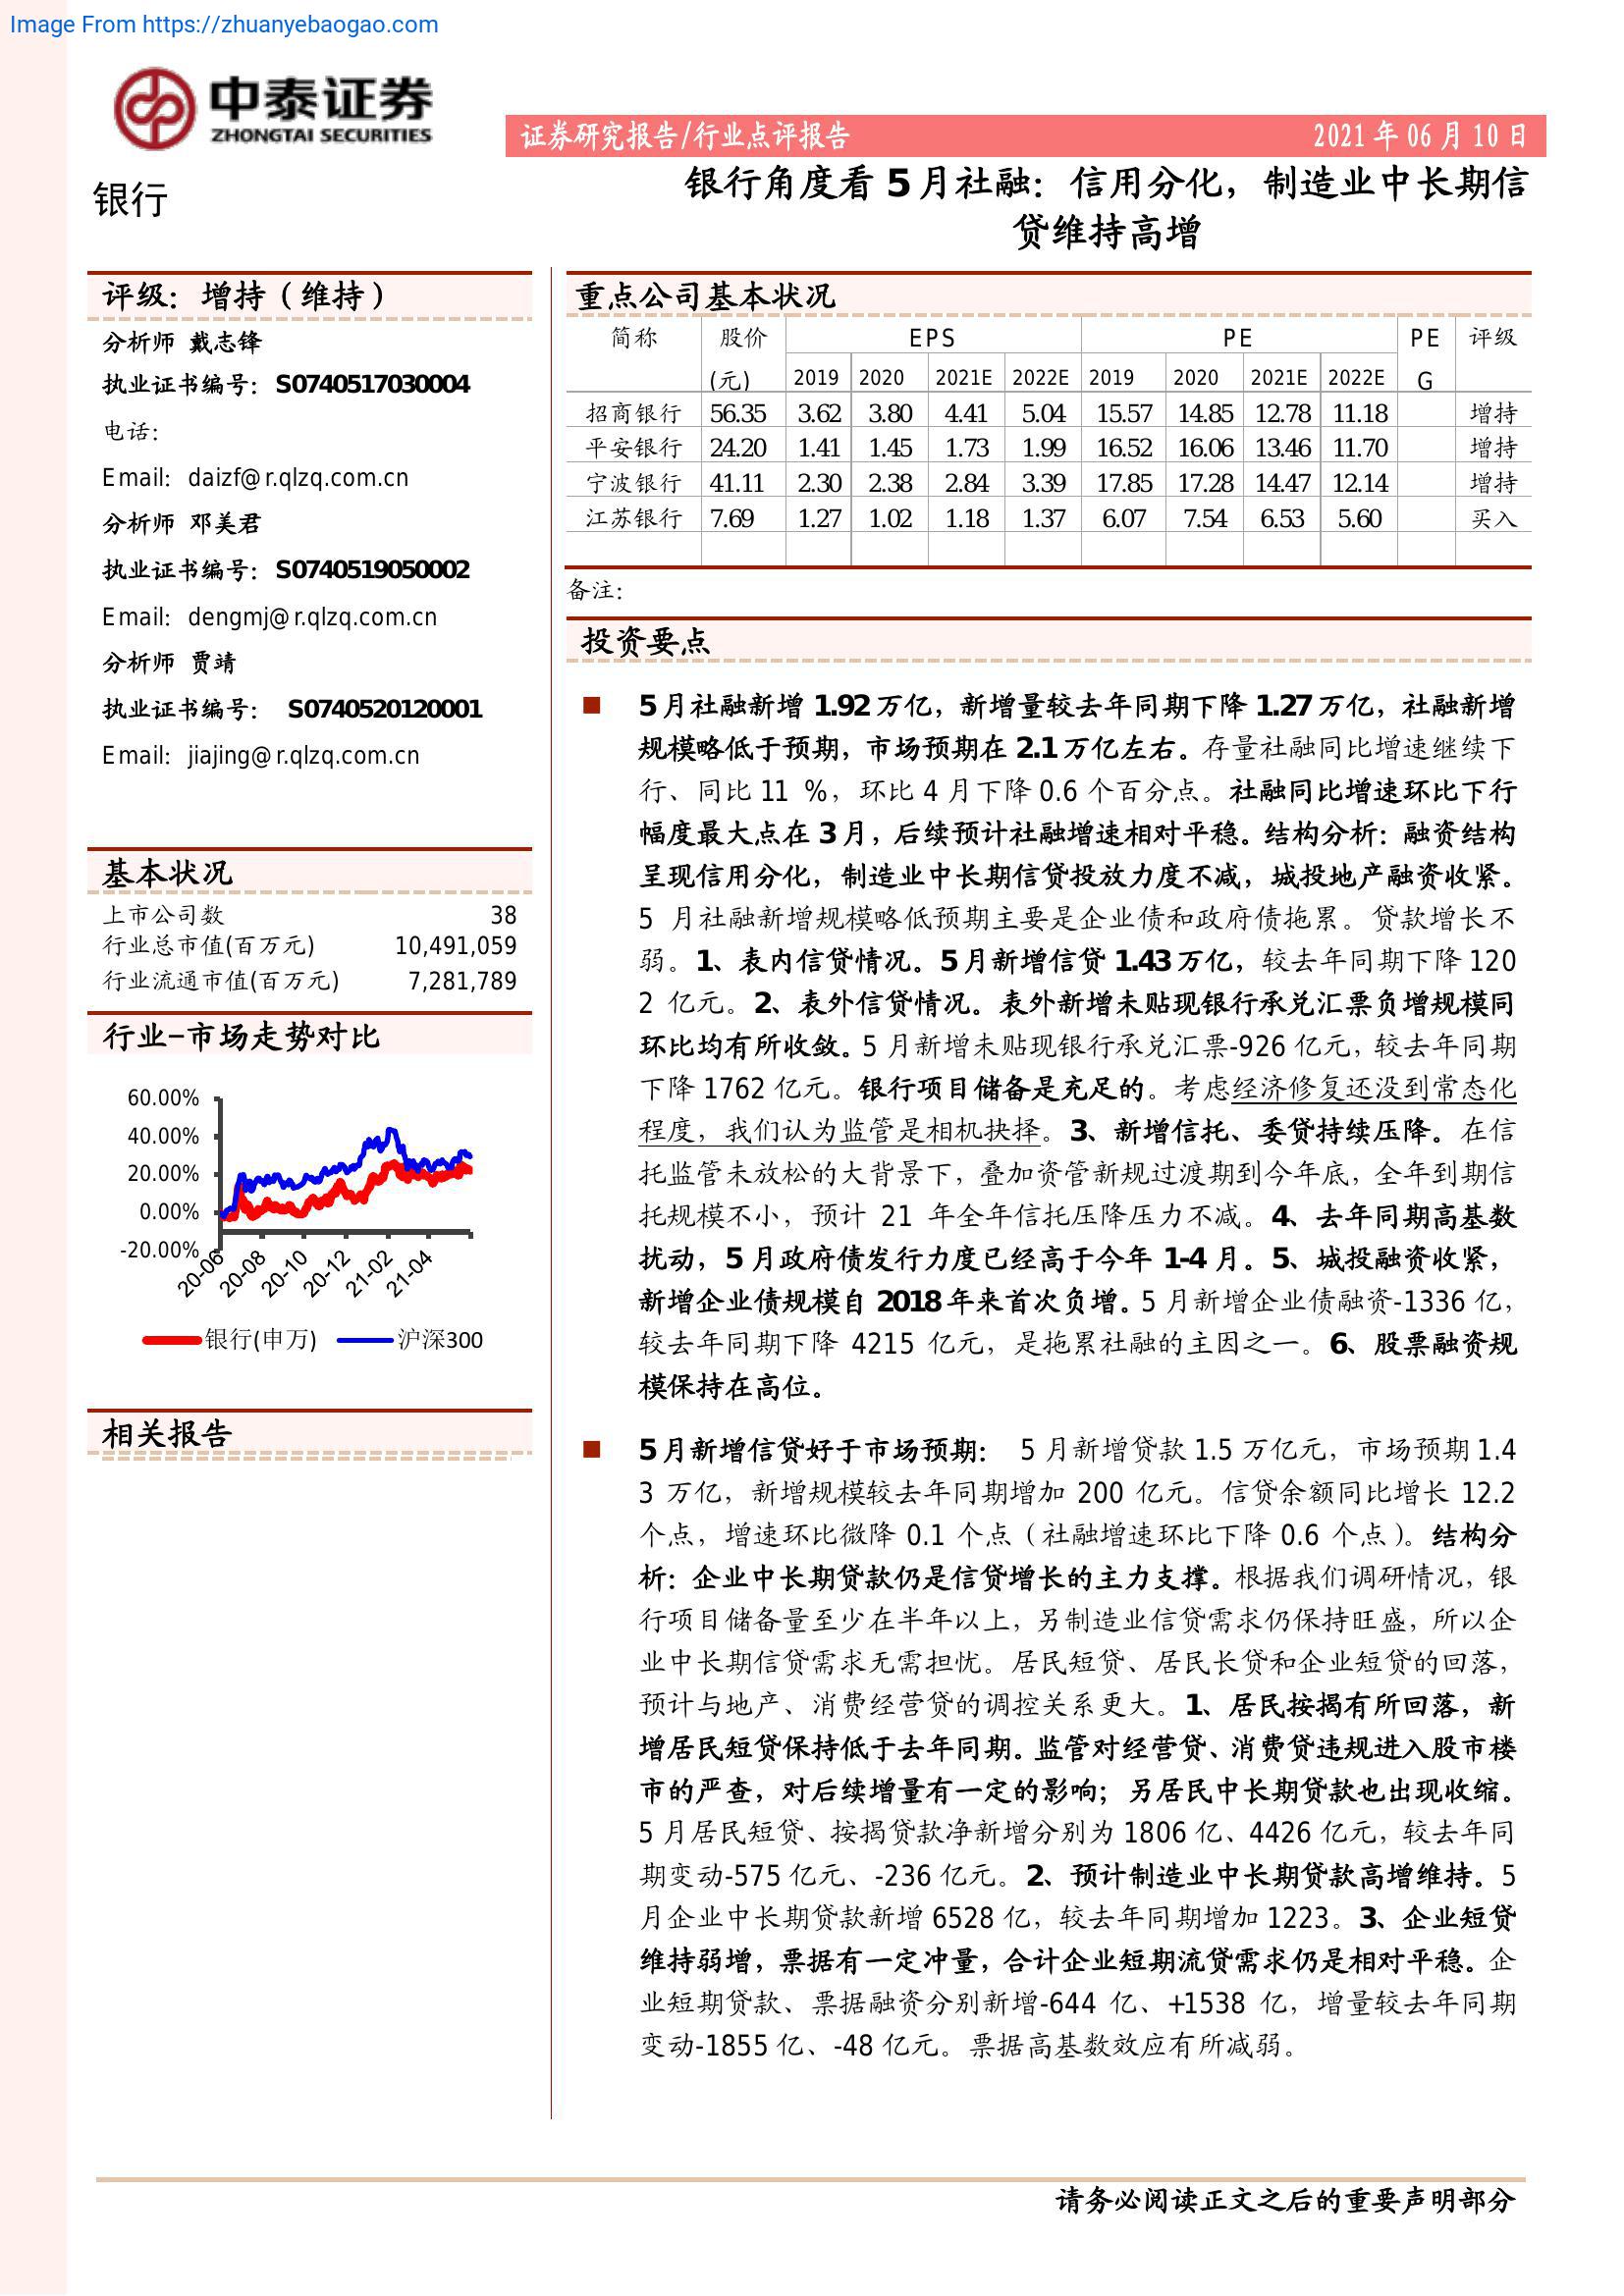 Image From https://zhuanyebaogao.com
中泰证券
ZHONGTAI SECURITIES
证券研究报告/行业点评报告 2021 年 06 月 10 日
银行
银行角度看 5 月社融：信用分化，制造业中长期信
贷维持高增
评级：增持（维持）
分析师 戴志锋
执业证书编号：S0740517030004
电话：
Email：daizf@r.qlzq.com.cn
分析师 邓美君
执业证书编号：S0740519050002
Email：dengmj@r.qlzq.com.cn
分析师 贾靖
执业证书编号： S0740520120001
Email：jiajing@r.qlzq.com.cn
基本状况
上市公司数 38
行业总市值(百万元) 10,491,059
行业流通市值(百万元) 7,281,789
行业-市场走势对比
60.00%
40.00%
20.00%
0.00%
-20.00%
20-06 20-08 20-10 20-12 21-02 21-04
银行(申万) 沪深300
相关报告
重点公司基本状况
简称 股价 EPS PE PE 评级
(元) 2019 2020 2021E 2022E 2019 2020 2021E 2022E G
招商银行 56.35 3.62 3.80 4.41 5.04 15.57 14.85 12.78 11.18 增持
平安银行 24.20 1.41 1.45 1.73 1.99 16.52 16.06 13.46 11.70 增持
宁波银行 41.11 2.30 2.38 2.84 3.39 17.85 17.28 14.47 12.14 增持
江苏银行 7.69 1.27 1.02 1.18 1.37 6.07 7.54 6.53 5.60 买入
备注：
投资要点
■ 5 月社融新增 1.92 万亿，新增量较去年同期下降 1.27 万亿，社融新增
规模略低于预期，市场预期在 2.1 万亿左右。存量社融同比增速继续下
行、同比 11 %，环比 4 月下降 0.6 个百分点。社融同比增速环比下行
幅度最大点在 3 月，后续预计社融增速相对平稳。结构分析：融资结构
呈现信用分化，制造业中长期信贷投放力度不减，城投地产融资收紧。
5 月社融新增规模略低预期主要是企业债和政府债拖累。贷款增长不
弱。1、表内信贷情况。5 月新增信贷 1.43 万亿，较去年同期下降 120
2 亿元。2、表外信贷情况。表外新增未贴现银行承兑汇票负增规模同
环比均有所收敛。5 月新增未贴现银行承兑汇票-926 亿元，较去年同期
下降 1762 亿元。银行项目储备是充足的。考虑经济修复还没到常态化
程度，我们认为监管是相机抉择。3、新增信托、委贷持续压降。在信
托监管未放松的大背景下，叠加资管新规过渡期到今年底，全年到期信
托规模不小，预计 21 年全年信托压降压力不减。4、去年同期高基数
扰动，5 月政府债发行力度已经高于今年 1-4 月。5、城投融资收紧，
新增企业债规模自 2018 年来首次负增。5 月新增企业债融资-1336 亿，
较去年同期下降 4215 亿元，是拖累社融的主因之一。6、股票融资规
模保持在高位。
■ 5 月新增信贷好于市场预期： 5 月新增贷款 1.5 万亿元，市场预期 1.4
3 万亿，新增规模较去年同期增加 200 亿元。信贷余额同比增长 12.2
个点，增速环比微降 0.1 个点（社融增速环比下降 0.6 个点）。结构分
析：企业中长期贷款仍是信贷增长的主力支撑。根据我们调研情况，银
行项目储备量至少在半年以上，另制造业信贷需求仍保持旺盛，所以企
业中长期信贷需求无需担忧。居民短贷、居民长贷和企业短贷的回落，
预计与地产、消费经营贷的调控关系更大。1、居民按揭有所回落，新
增居民短贷保持低于去年同期。监管对经营贷、消费贷违规进入股市楼
市的严查，对后续增量有一定的影响；另居民中长期贷款也出现收缩。
5 月居民短贷、按揭贷款净新增分别为 1806 亿、4426 亿元，较去年同
期变动-575 亿元、-236 亿元。2、预计制造业中长期贷款高增维持。5
月企业中长期贷款新增 6528 亿，较去年同期增加 1223。3、企业短贷
维持弱增，票据有一定冲量，合计企业短期流贷需求仍是相对平稳。企
业短期贷款、票据融资分别新增-644 亿、+1538 亿，增量较去年同期
变动-1855 亿、-48 亿元。票据高基数效应有所减弱。
请务必阅读正文之后的重要声明部分